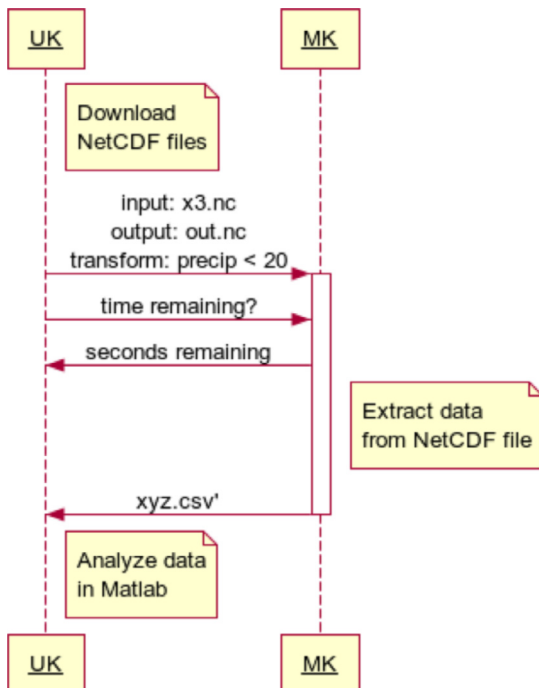 UK
MK
Download
NetCDF files
input: x3.nc
output: out.nc
transform: precip < 20
time remaining?
seconds remaining
Extract data
from NetCDF file
xyz.csv'
Analyze data
in Matlab
UK
MK